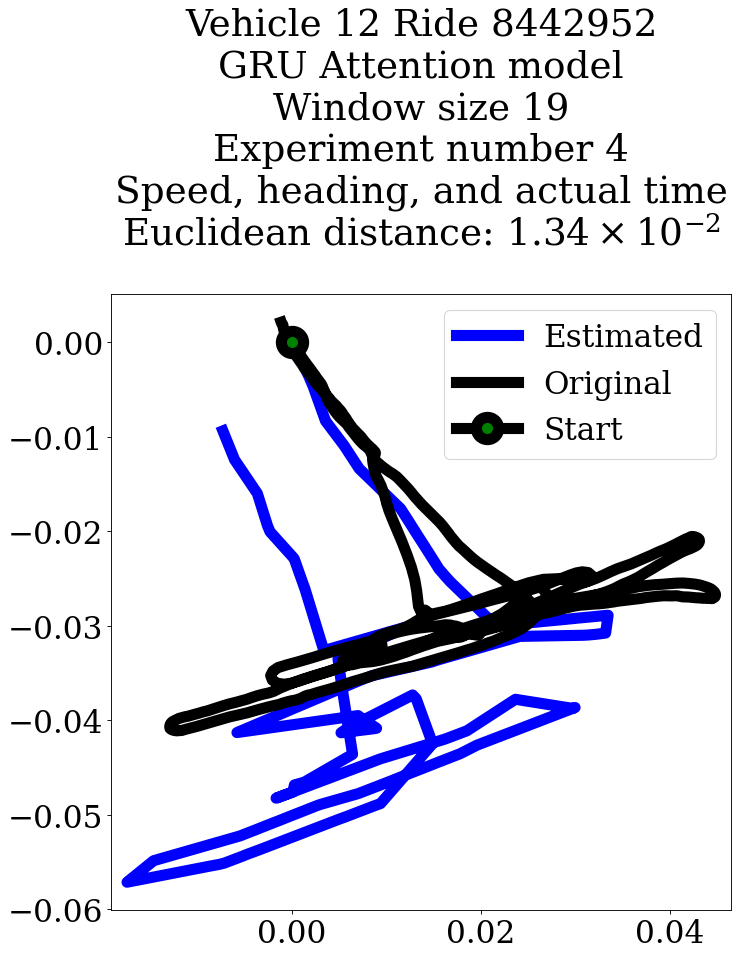 Vehicle 12 Ride 8442952
GRU Attention model
Window size 19
Experiment number 4
Speed, heading, and actual time
Euclidean distance: 1.34 × 10⁻²
Estimated
Original
Start
0.00
−0.01
−0.02
−0.03
−0.04
−0.05
−0.06
0.00 0.02 0.04